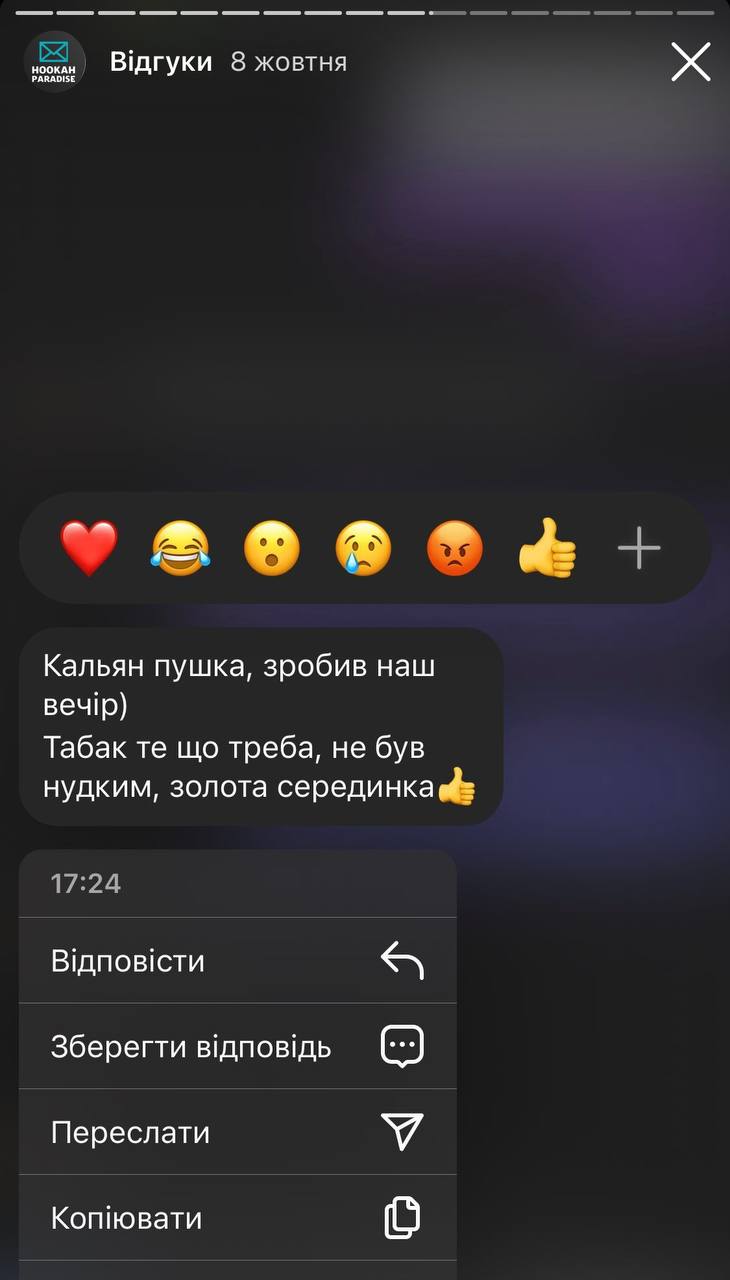 HOOKAH
PARADISE
Відгуки 8 жовтня
Кальян пушка, зробив наш
вечір)
Табак те що треба, не був
нудким, золота серединка👍
17:24
Відповісти
Зберегти відповідь
Переслати
Копіювати